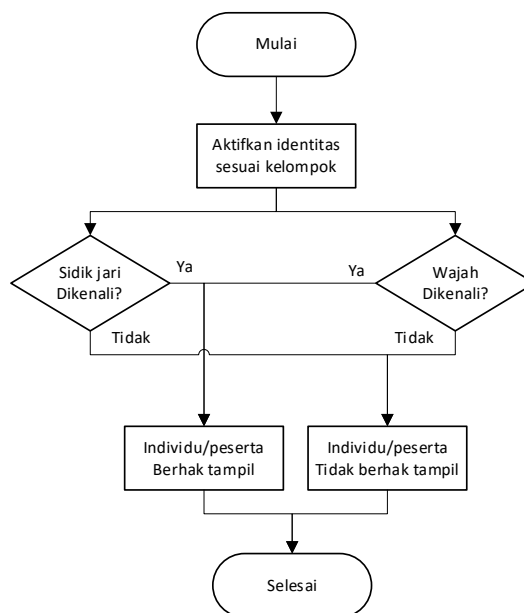 Mulai
Aktifkan identitas
sesuai kelompok
Sidik jari
Dikenali?
Ya
Ya
Wajah
Dikenali?
Tidak
Tidak
Individu/peserta
Berhak tampil
Individu/peserta
Tidak berhak tampil
Selesai